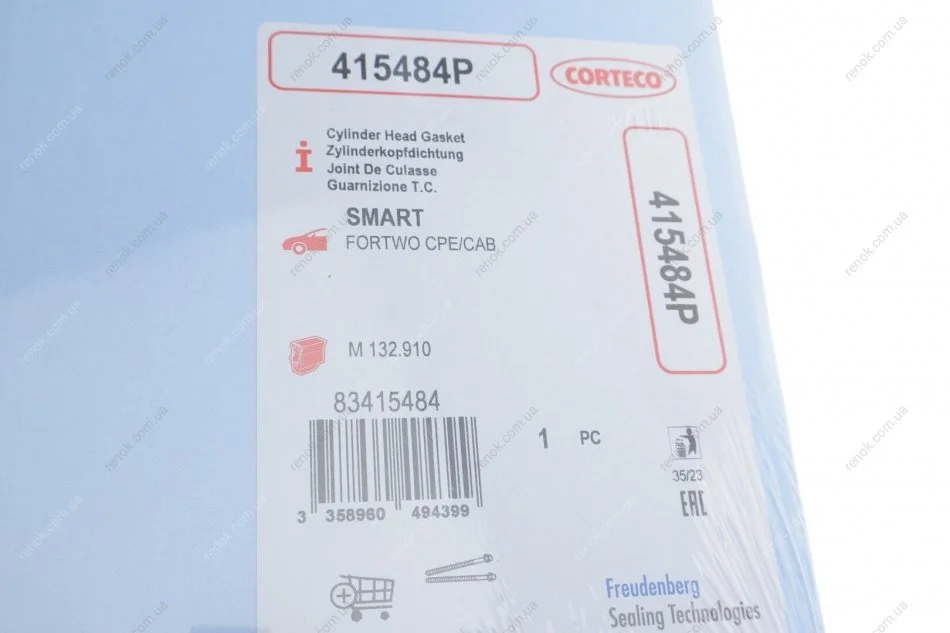 415484P
CORTECO
Cylinder Head Gasket
Zylinderkopfdichtung
Joint De Culasse
Guarnizione T.C.
SMART
FORTWO CPE/CAB
415484P
M 132.910
83415484
1 PC
3 358960 494399
35/23
EAC
Freudenberg
Sealing Technologies
renok.com.ua